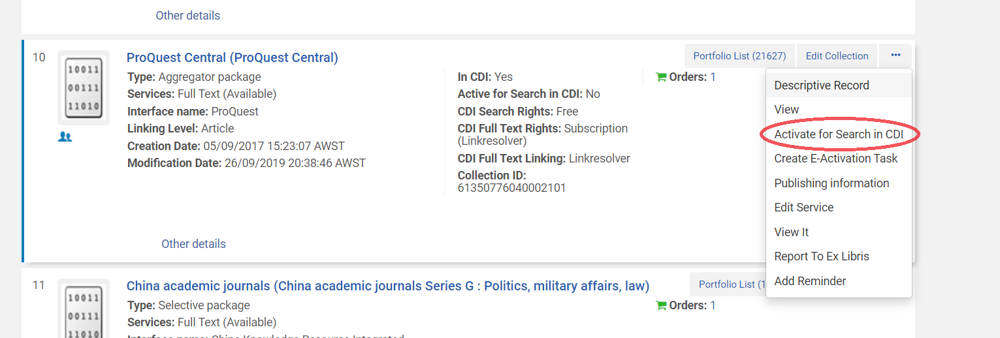 Other details
10
10011
00111
11010
ProQuest Central (ProQuest Central)
Type: Aggregator package
Services: Full Text (Available)
Interface name: ProQuest
Linking Level: Article
Creation Date: 05/09/2017 15:23:07 AWST
Modification Date: 26/09/2019 20:38:46 AWST
In CDI: Yes
Active for Search in CDI: No
CDI Search Rights: Free
CDI Full Text Rights: Subscription
(Linkresolver)
CDI Full Text Linking: Linkresolver
Collection ID:
61350776040002101
Orders: 1
Portfolio List (21627)
Edit Collection
...
Descriptive Record
View
Activate for Search in CDI
Create E-Activation Task
Publishing information
Edit Service
View It
Report To Ex Libris
Add Reminder
Other details
11
10011
00111
11010
China academic journals (China academic journals Series G : Politics, military affairs, law)
Type: Selective package
Services: Full Text (Available)
Interface name: China Knowledge Resource Integrated
Orders: 1
Portfolio List (1